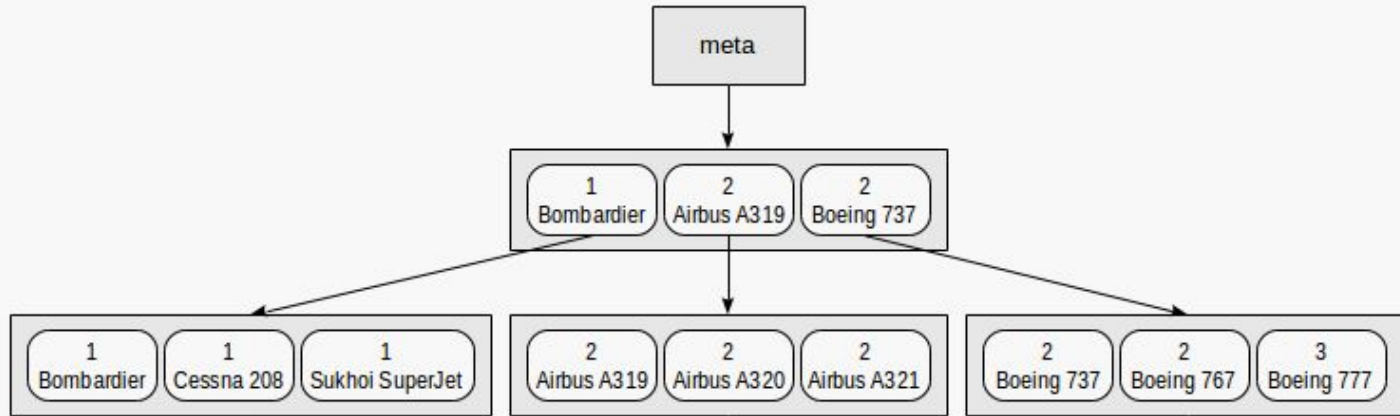 meta
1
Bombardier
2
Airbus A319
2
Boeing 737
1
Bombardier
1
Cessna 208
1
Sukhoi SuperJet
2
Airbus A319
2
Airbus A320
2
Airbus A321
2
Boeing 737
2
Boeing 767
3
Boeing 777